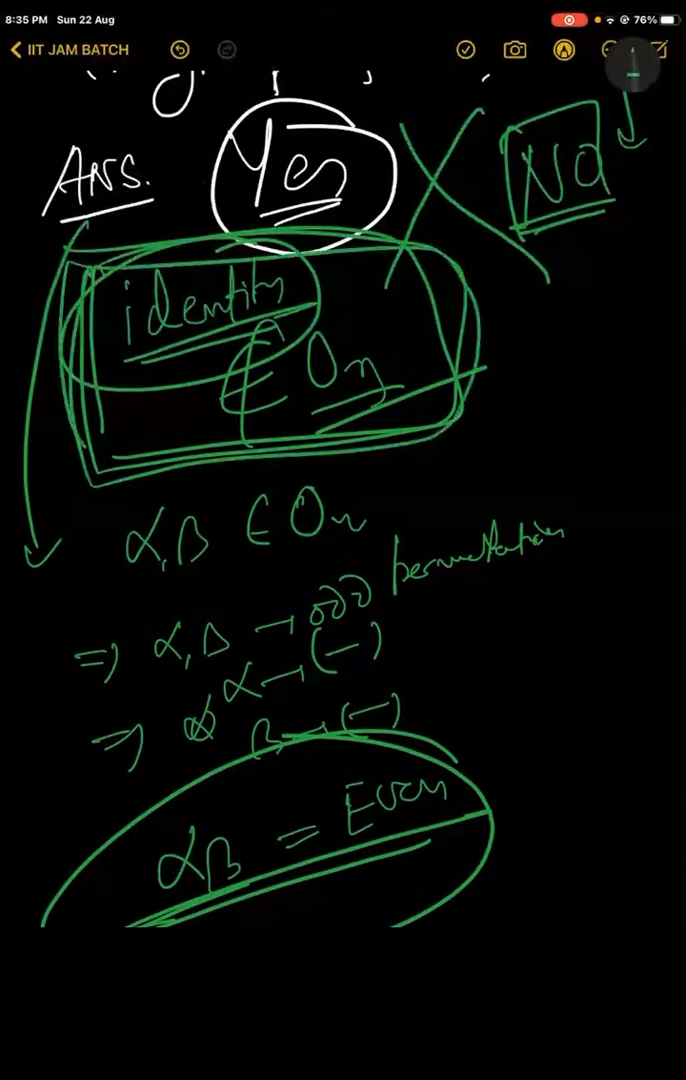 8:35 PM Sun 22 Aug 76%
IIT JAM BATCH
Ans. Yes No
identity
∈ On
α, β ∈ On
⇒ α, β → odd permutation
⇒ α → (−)
β → (−)
αβ = Even